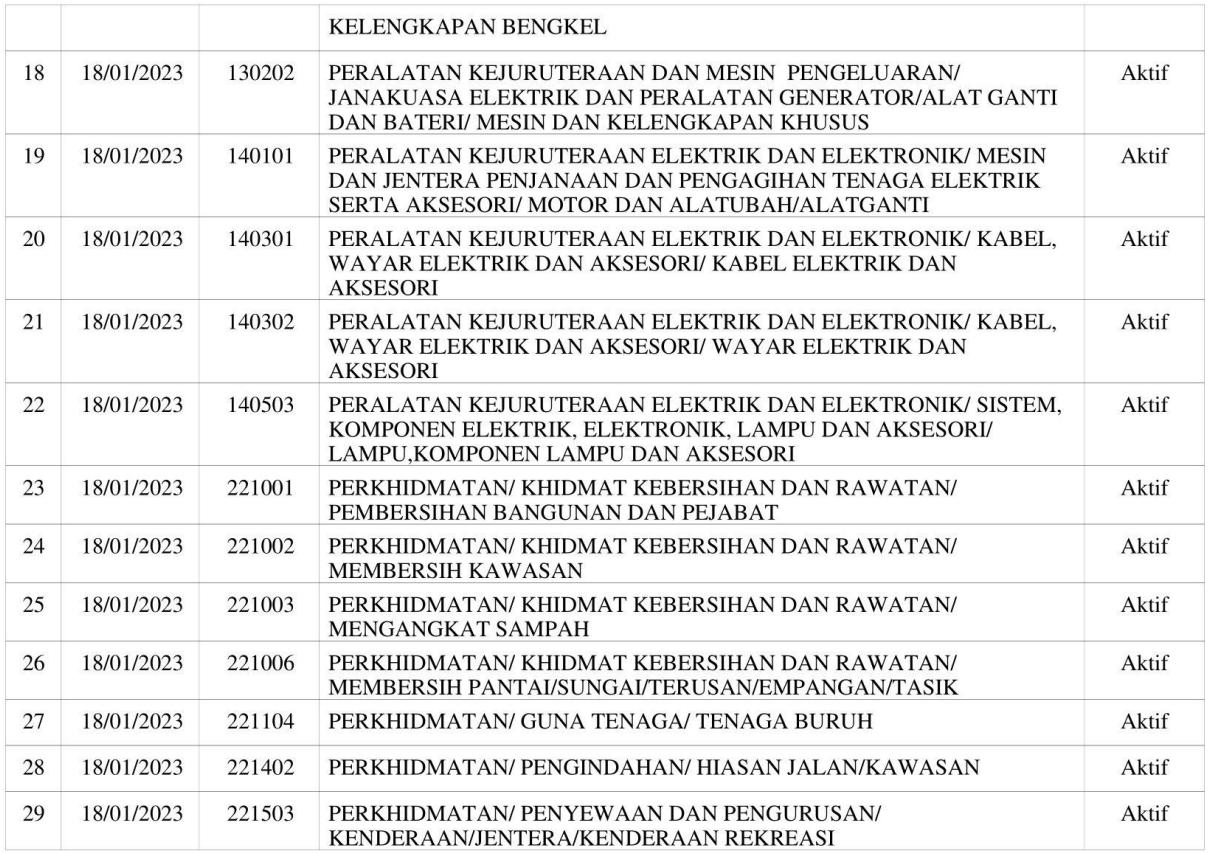 KELENGKAPAN BENGKEL
18 18/01/2023 130202 PERALATAN KEJURUTERAAN DAN MESIN PENGELUARAN/ Aktif
JANAKUASA ELEKTRIK DAN PERALATAN GENERATOR/ALAT GANTI
DAN BATERI/ MESIN DAN KELENGKAPAN KHUSUS
19 18/01/2023 140101 PERALATAN KEJURUTERAAN ELEKTRIK DAN ELEKTRONIK/ MESIN Aktif
DAN JENTERA PENJANAAN DAN PENGAGIHAN TENAGA ELEKTRIK
SERTA AKSESORI/ MOTOR DAN ALATUBAH/ALATGANTI
20 18/01/2023 140301 PERALATAN KEJURUTERAAN ELEKTRIK DAN ELEKTRONIK/ KABEL, Aktif
WAYAR ELEKTRIK DAN AKSESORI/ KABEL ELEKTRIK DAN
AKSESORI
21 18/01/2023 140302 PERALATAN KEJURUTERAAN ELEKTRIK DAN ELEKTRONIK/ KABEL, Aktif
WAYAR ELEKTRIK DAN AKSESORI/ WAYAR ELEKTRIK DAN
AKSESORI
22 18/01/2023 140503 PERALATAN KEJURUTERAAN ELEKTRIK DAN ELEKTRONIK/ SISTEM, Aktif
KOMPONEN ELEKTRIK, ELEKTRONIK, LAMPU DAN AKSESORI/
LAMPU,KOMPONEN LAMPU DAN AKSESORI
23 18/01/2023 221001 PERKHIDMATAN/ KHIDMAT KEBERSIHAN DAN RAWATAN/ Aktif
PEMBERSIHAN BANGUNAN DAN PEJABAT
24 18/01/2023 221002 PERKHIDMATAN/ KHIDMAT KEBERSIHAN DAN RAWATAN/ Aktif
MEMBERSIH KAWASAN
25 18/01/2023 221003 PERKHIDMATAN/ KHIDMAT KEBERSIHAN DAN RAWATAN/ Aktif
MENGANGKAT SAMPAH
26 18/01/2023 221006 PERKHIDMATAN/ KHIDMAT KEBERSIHAN DAN RAWATAN/ Aktif
MEMBERSIH PANTAI/SUNGAI/TERUSAN/EMPANGAN/TASIK
27 18/01/2023 221104 PERKHIDMATAN/ GUNA TENAGA/ TENAGA BURUH Aktif
28 18/01/2023 221402 PERKHIDMATAN/ PENGINDAHAN/ HIASAN JALAN/KAWASAN Aktif
29 18/01/2023 221503 PERKHIDMATAN/ PENYEWAAN DAN PENGURUSAN/ Aktif
KENDERAAN/JENTERA/KENDERAAN REKREASI